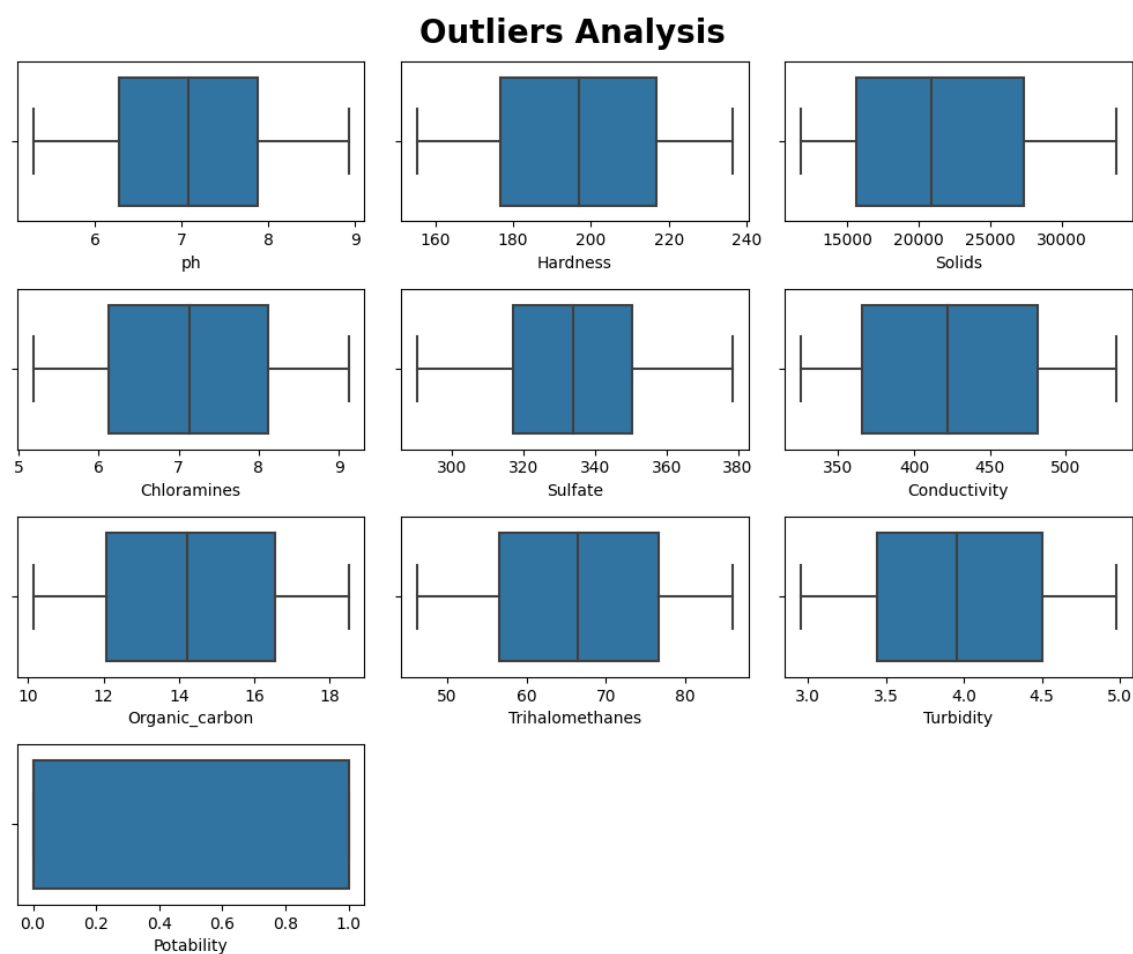 Outliers Analysis
6 7 8 9
ph
160 180 200 220 240
Hardness
15000 20000 25000 30000
Solids
5 6 7 8 9
Chloramines
300 320 340 360 380
Sulfate
350 400 450 500
Conductivity
10 12 14 16 18
Organic_carbon
50 60 70 80
Trihalomethanes
3.0 3.5 4.0 4.5 5.0
Turbidity
0.0 0.2 0.4 0.6 0.8 1.0
Potability